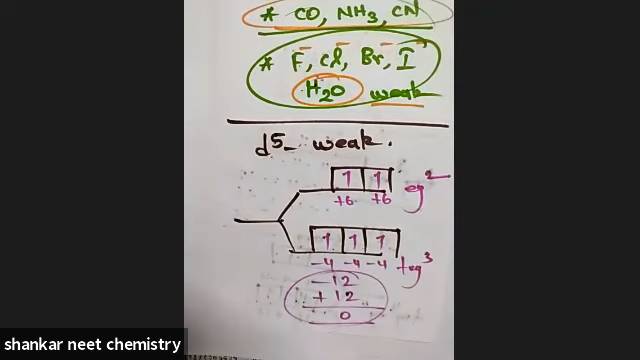 * CO, NH3, CN
* F⁻, Cl⁻, Br⁻, I⁻
H2O weak
d5- weak.
1 1 eg2
+6 +6
1 1 1 t2g3
-4 -4 -4
-12
+12
0
shankar neet chemistry